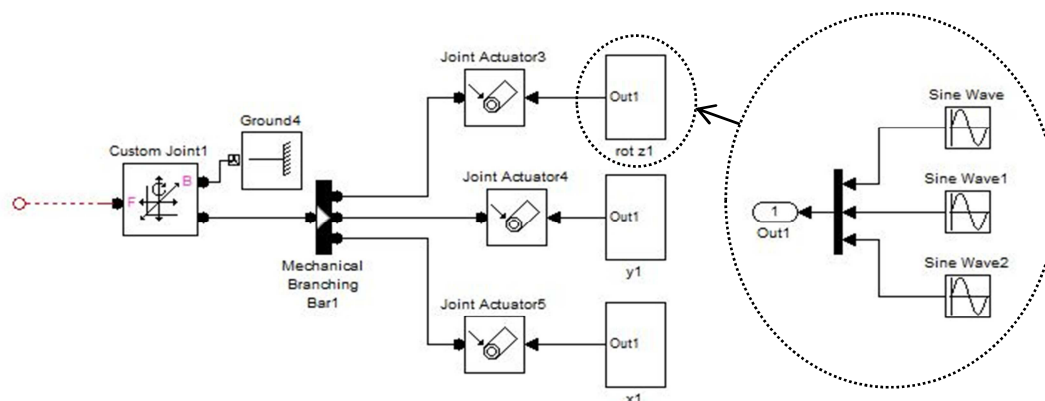 Joint Actuator3
Out1
rot z1
Sine Wave
Ground4
Custom Joint1
B
F
C
Joint Actuator4
Out1
y1
Sine Wave1
1
Out1
Mechanical
Branching
Bar1
Sine Wave2
Joint Actuator5
Out1
x1